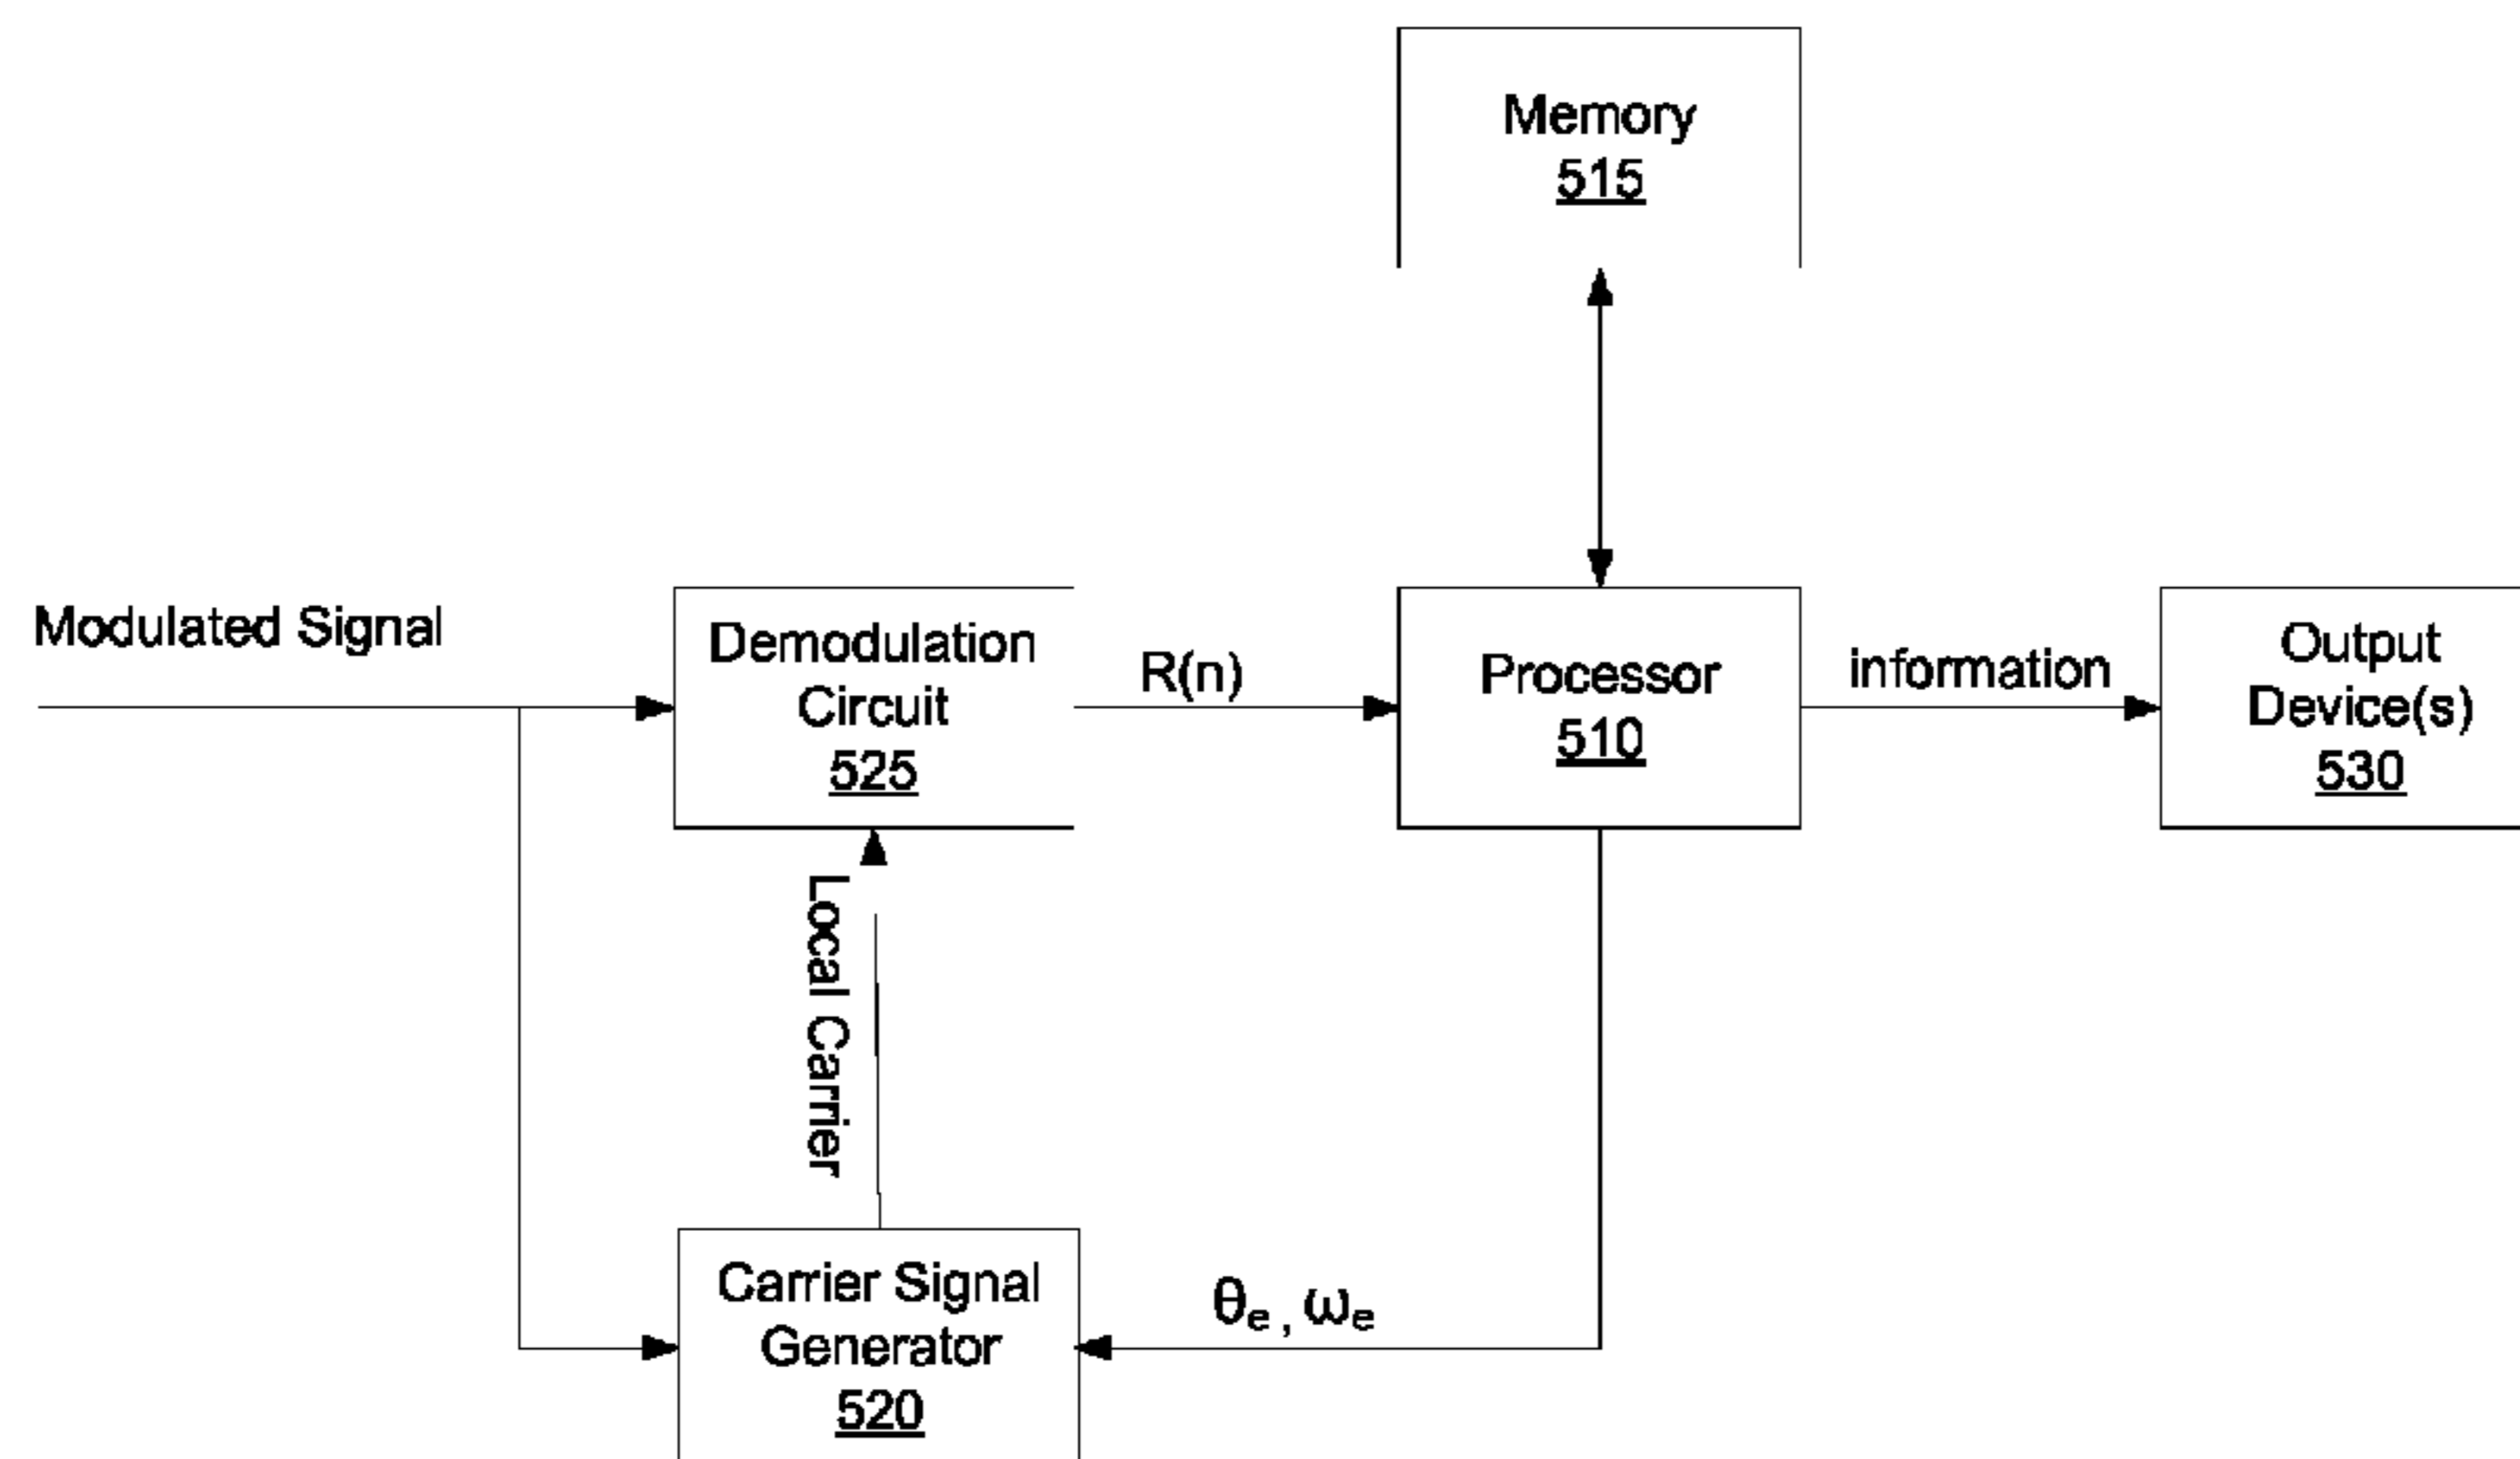 Memory
515
Modulated Signal
Demodulation
Circuit
525
R(n)
Processor
510
information
Output
Device(s)
530
Local Carrier
Carrier Signal
Generator
520
θe , ωe